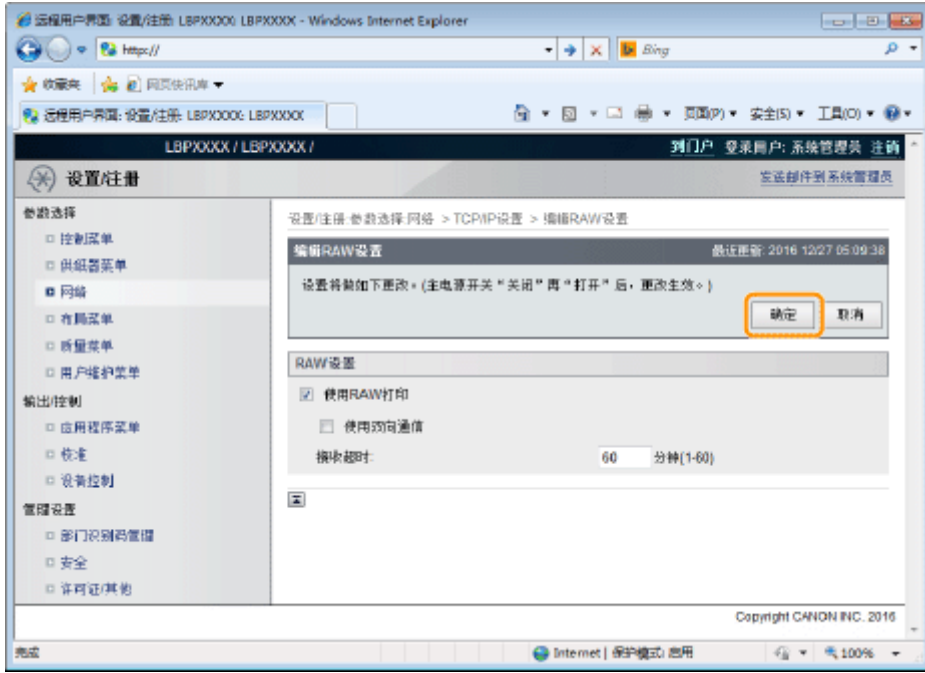 远程用户界面: 设置/注册: LBPXXXX: LBPXXXX - Windows Internet Explorer
http://
Bing
收藏夹
网页快讯库
远程用户界面: 设置/注册: LBPXXXX: LBPXXXX
页面(P) 安全(S) 工具(O)
LBPXXXX / LBPXXXX /
到门户 登录用户: 系统管理员 注销
设置/注册
发送邮件到系统管理员
参数选择
控制菜单
供纸器菜单
网络
布局菜单
质量菜单
用户维护菜单
输出/控制
应用程序菜单
校准
设备控制
管理设置
部门识别码管理
安全
许可证/其他
设置/注册:参数选择:网络 > TCP/IP设置 > 编辑RAW设置
编辑RAW设置
最近更新: 2016 12/27 05:09:38
设置将做如下更改。(主电源开关“关闭”再“打开”后，更改生效。)
确定
取消
RAW设置
使用RAW打印
使用双向通信
接收超时:
60 分钟(1-60)
Copyright CANON INC. 2016
完成
Internet | 保护模式: 启用
100%